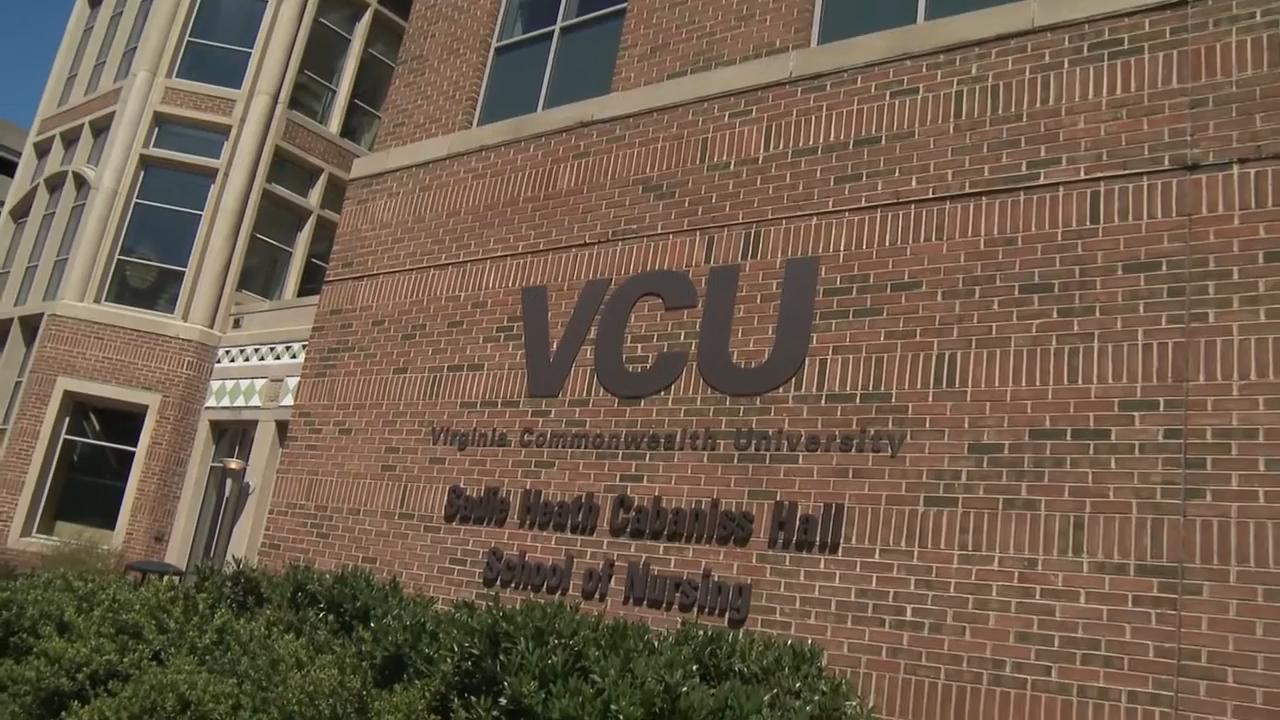 VCU
Virginia Commonwealth University
Sadie Heath Cabaniss Hall
School of Nursing